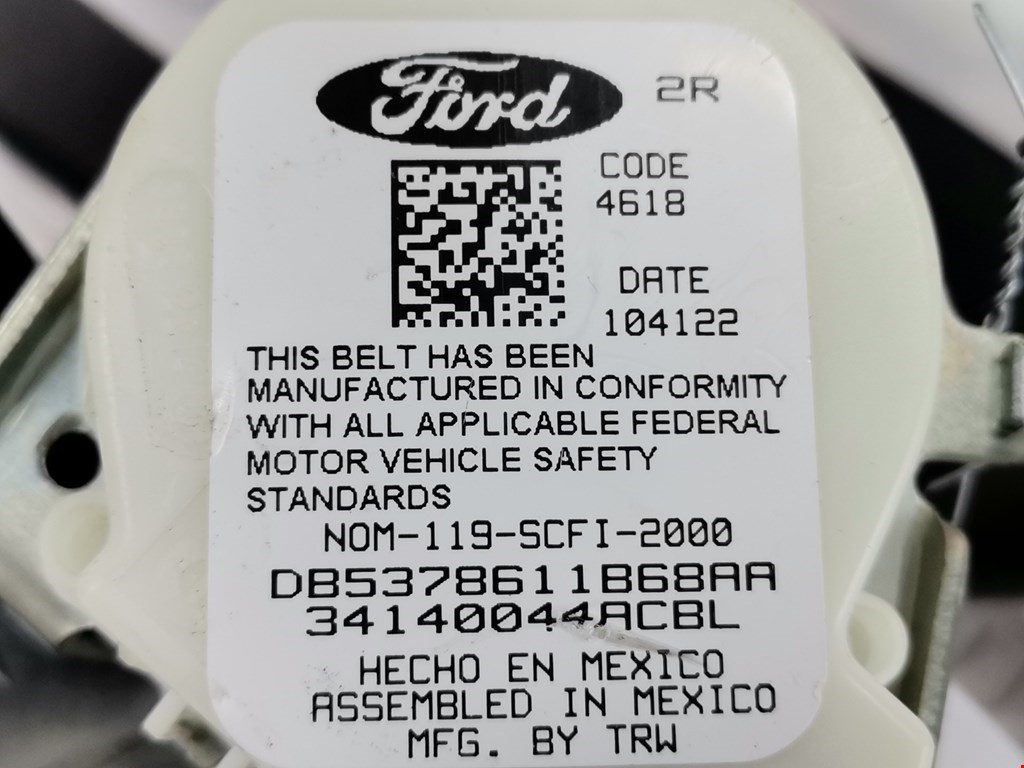 Ford 2R
CODE
4618
DATE
104122
THIS BELT HAS BEEN
MANUFACTURED IN CONFORMITY
WITH ALL APPLICABLE FEDERAL
MOTOR VEHICLE SAFETY
STANDARDS
NOM-119-SCFI-2000
DB5378611B68AA
34140044ACBL
HECHO EN MEXICO
ASSEMBLED IN MEXICO
MFG. BY TRW